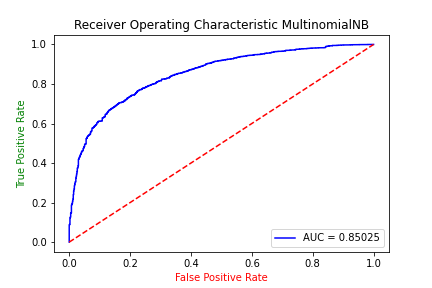 Receiver Operating Characteristic MultinomialNB
1.0
0.8
0.6
0.4
0.2
0.0
True Positive Rate
AUC = 0.85025
0.0 0.2 0.4 0.6 0.8 1.0
False Positive Rate